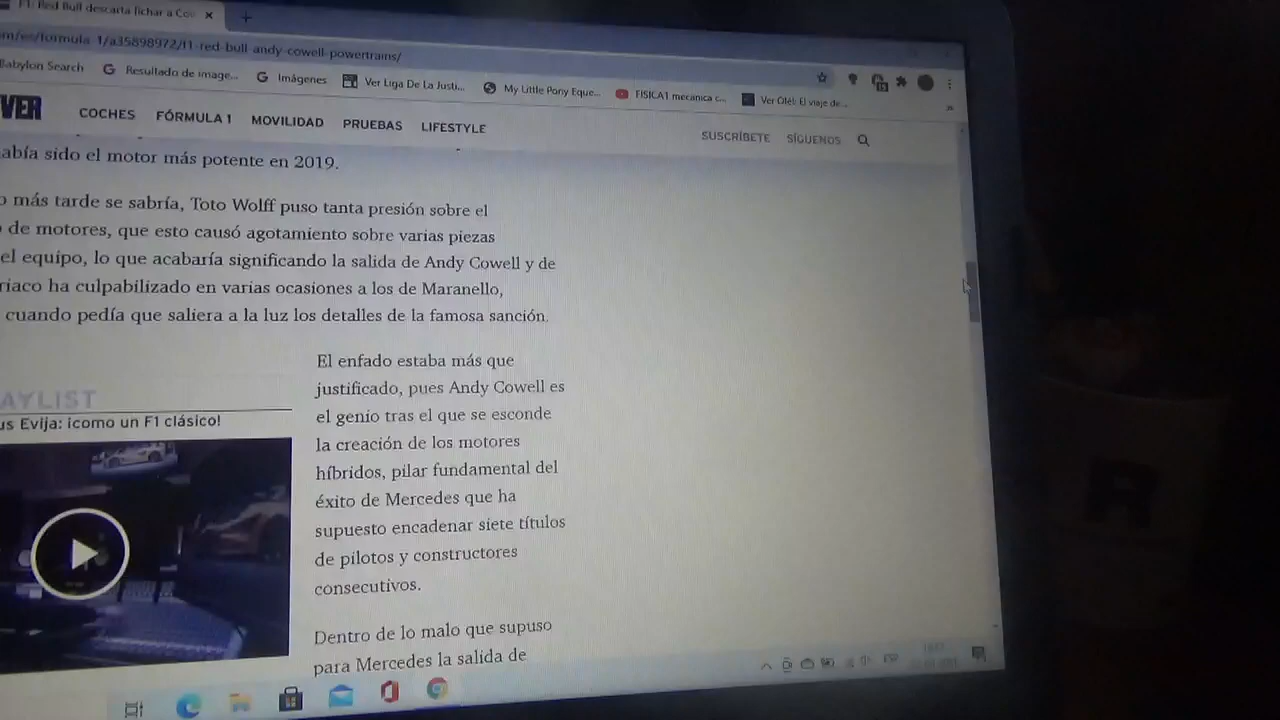 F1: Red Bull descarta fichar a Cow
m/es/formula-1/a35898972/f1-red-bull-andy-cowell-powertrains/
Babylon Search
Resultado de image...
Imágenes
Ver Liga De La Justi...
My Little Pony Eque...
FISICA1 mecanica c...
Ver Olé!: El viaje de...
VER
COCHES
FÓRMULA 1
MOVILIDAD
PRUEBAS
LIFESTYLE
SUSCRÍBETE
SÍGUENOS
abía sido el motor más potente en 2019.
o más tarde se sabría, Toto Wolff puso tanta presión sobre el
de motores, que esto causó agotamiento sobre varias piezas
el equipo, lo que acabaría significando la salida de Andy Cowell y de
riaco ha culpabilizado en varias ocasiones a los de Maranello,
cuando pedía que saliera a la luz los detalles de la famosa sanción.
AYLIST
us Evija: ¡como un F1 clásico!
El enfado estaba más que
justificado, pues Andy Cowell es
el genio tras el que se esconde
la creación de los motores
híbridos, pilar fundamental del
éxito de Mercedes que ha
supuesto encadenar siete títulos
de pilotos y constructores
consecutivos.
Dentro de lo malo que supuso
para Mercedes la salida de